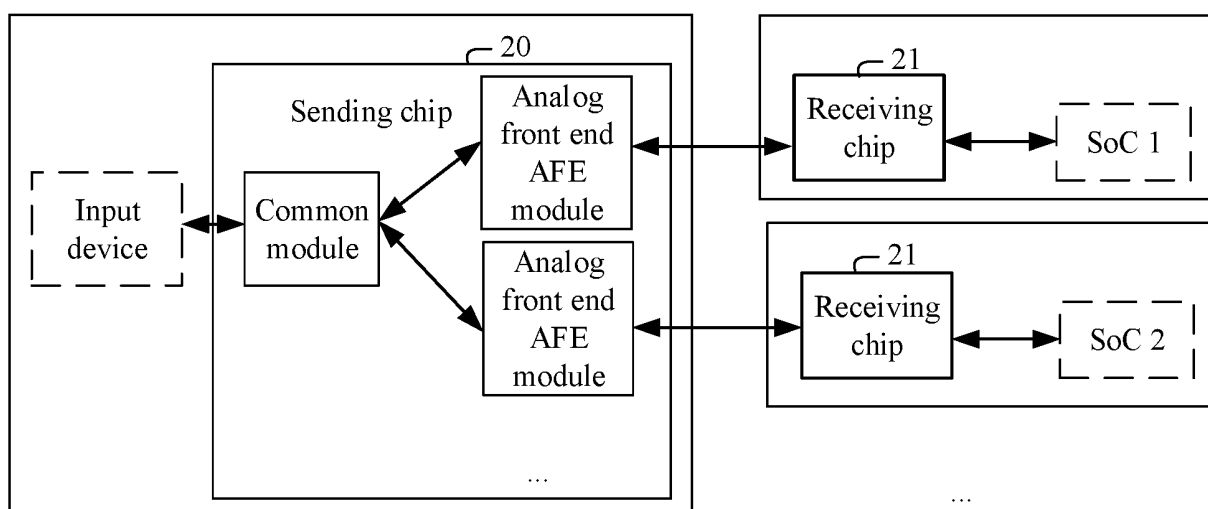 20
Sending chip
Input
device
Common
module
Analog
front end
AFE
module
Analog
front end
AFE
module
...
21
Receiving
chip
SoC 1
21
Receiving
chip
SoC 2
...